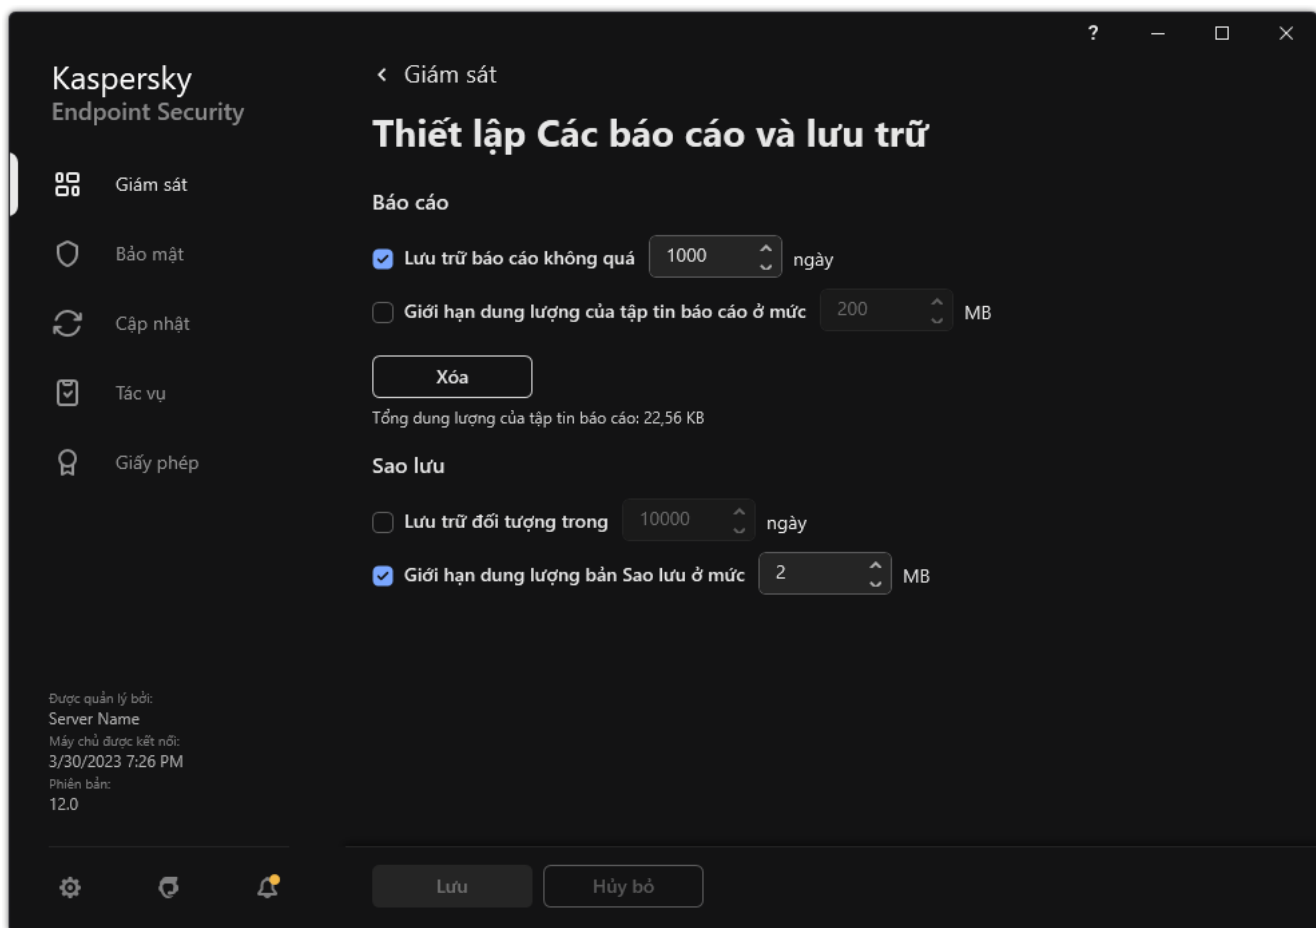 ?
Kaspersky
Endpoint Security
Giám sát
Bảo mật
Cập nhật
Tác vụ
Giấy phép
Được quản lý bởi:
Server Name
Máy chủ được kết nối:
3/30/2023 7:26 PM
Phiên bản:
12.0
Giám sát
Thiết lập Các báo cáo và lưu trữ
Báo cáo
Lưu trữ báo cáo không quá 1000 ngày
Giới hạn dung lượng của tập tin báo cáo ở mức 200 MB
Xóa
Tổng dung lượng của tập tin báo cáo: 22,56 KB
Sao lưu
Lưu trữ đối tượng trong 10000 ngày
Giới hạn dung lượng bản Sao lưu ở mức 2 MB
Lưu Hủy bỏ